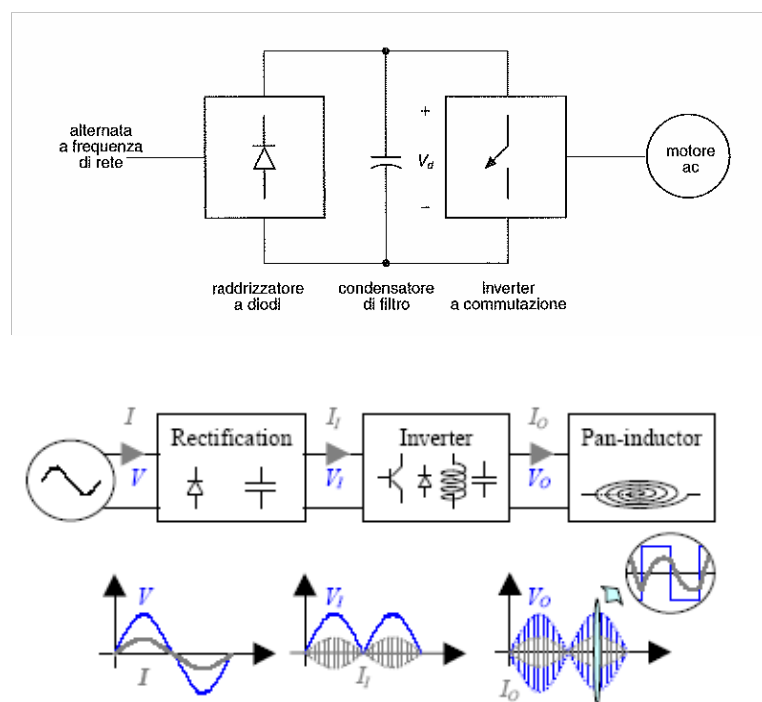 alternata
a frequenza
di rete
+
V_d
−
motore
ac
raddrizzatore
a diodi
condensatore
di filtro
inverter
a commutazione
I
I_I
I_O
Rectification
Inverter
Pan-inductor
V
V_I
V_O
V
I
V_I
I_I
V_O
I_O